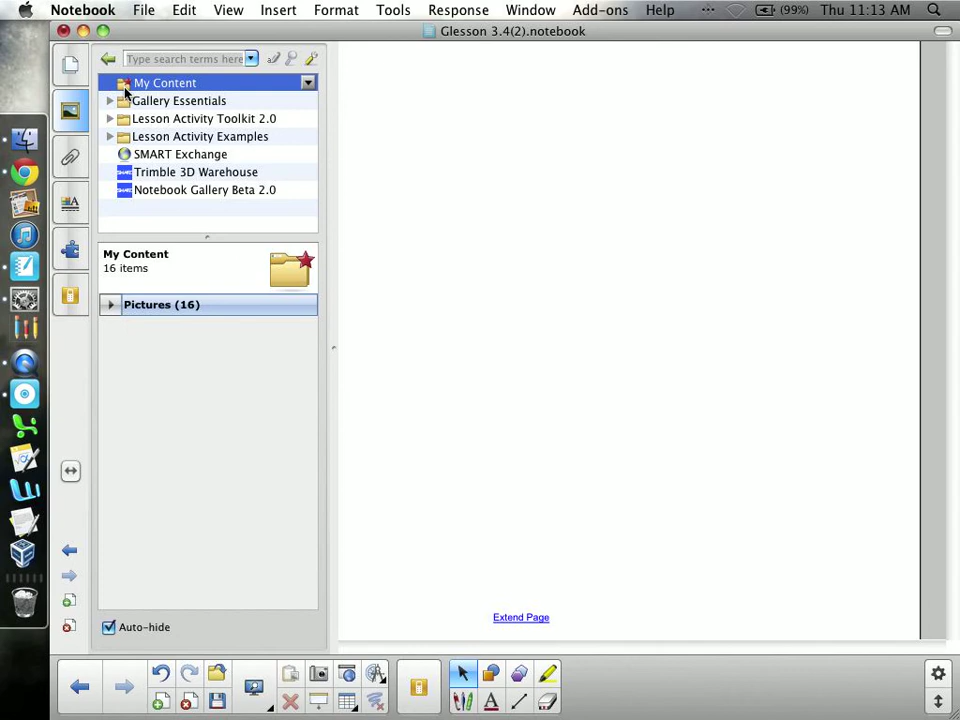 Notebook File Edit View Insert Format Tools Response Window Add-ons Help (99%) Thu 11:13 AM
Glesson 3.4(2).notebook
Type search terms here
My Content
Gallery Essentials
Lesson Activity Toolkit 2.0
Lesson Activity Examples
SMART Exchange
Trimble 3D Warehouse
Notebook Gallery Beta 2.0
My Content
16 items
Pictures (16)
Extend Page
Auto-hide